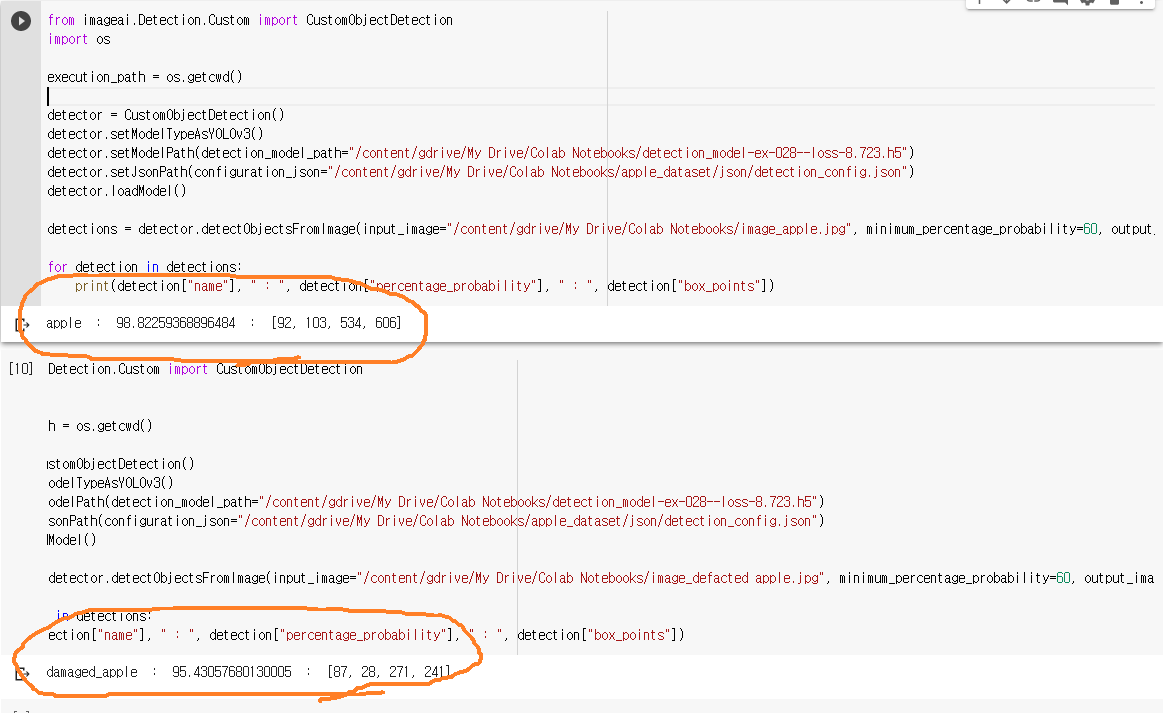 from imageai.Detection.Custom import CustomObjectDetection
import os
execution_path = os.getcwd()
detector = CustomObjectDetection()
detector.setModelTypeAsYOLOv3()
detector.setModelPath(detection_model_path="/content/gdrive/My Drive/Colab Notebooks/detection_model-ex-028--loss-8.723.h5")
detector.setJsonPath(configuration_json="/content/gdrive/My Drive/Colab Notebooks/apple_dataset/json/detection_config.json")
detector.loadModel()
detections = detector.detectObjectsFromImage(input_image="/content/gdrive/My Drive/Colab Notebooks/image_apple.jpg", minimum_percentage_probability=60, output_
for detection in detections:
print(detection["name"], " : ", detection["percentage_probability"], " : ", detection["box_points"])
apple : 98.82259368896484 : [92, 103, 534, 606]
[10] Detection.Custom import CustomObjectDetection
h = os.getcwd()
ustomObjectDetection()
odelTypeAsYOLOv3()
odelPath(detection_model_path="/content/gdrive/My Drive/Colab Notebooks/detection_model-ex-028--loss-8.723.h5")
sonPath(configuration_json="/content/gdrive/My Drive/Colab Notebooks/apple_dataset/json/detection_config.json")
Model()
detector.detectObjectsFromImage(input_image="/content/gdrive/My Drive/Colab Notebooks/image_defacted apple.jpg", minimum_percentage_probability=60, output_ima
in detections:
ection["name"], " : ", detection["percentage_probability"], " : ", detection["box_points"])
damaged_apple : 95.43057680130005 : [87, 28, 271, 241]